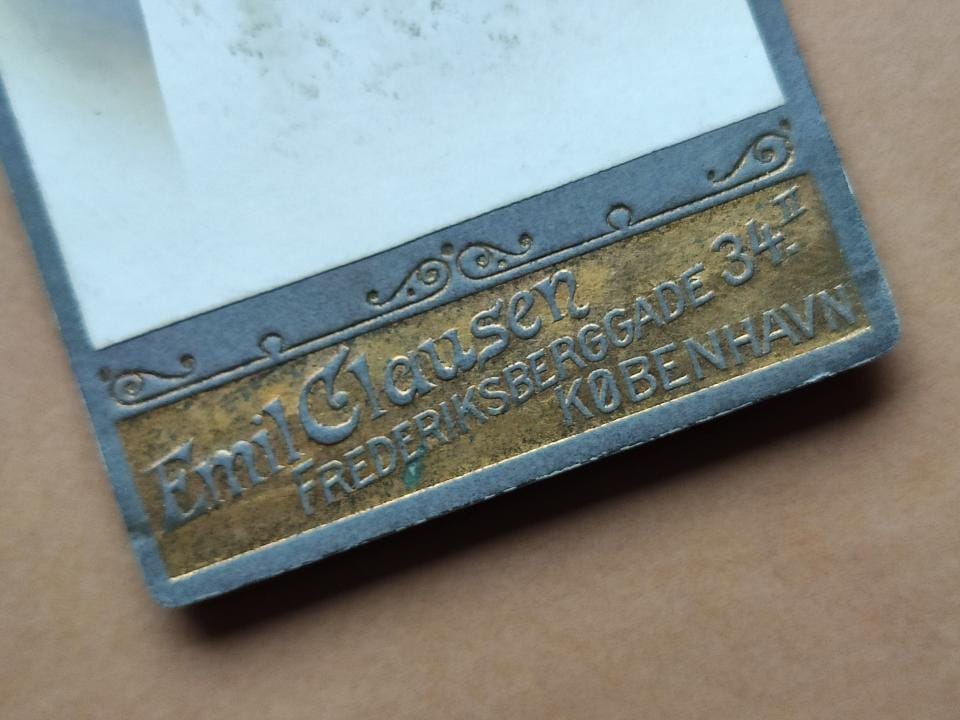 Emil Clausen
FREDERIKSBERGGADE 34.II
KØBENHAVN